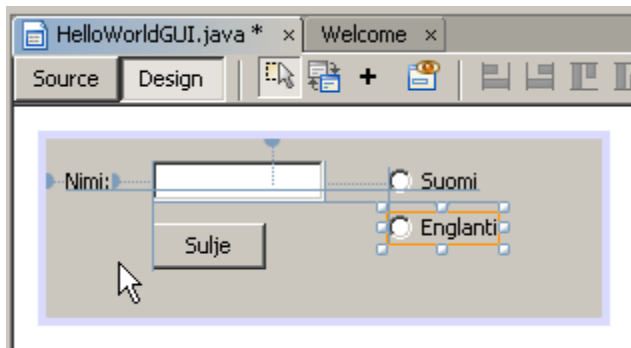 HelloWorldGUI.java * × Welcome ×
Source Design
Nimi: Suomi
Sulje Englanti